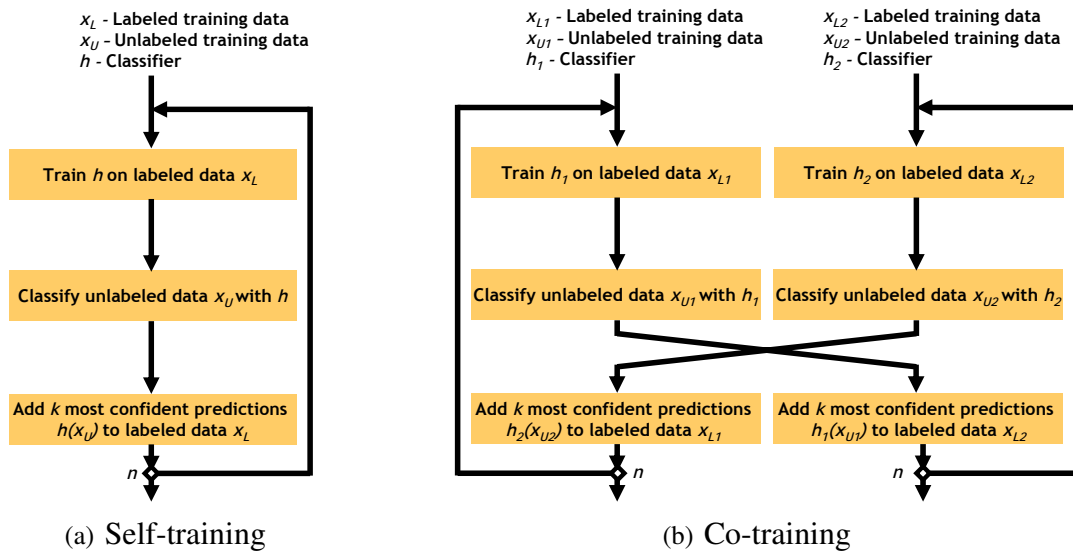 x_L - Labeled training data
x_U - Unlabeled training data
h - Classifier
Train h on labeled data x_L
Classify unlabeled data x_U with h
Add k most confident predictions
h(x_U) to labeled data x_L
n
(a) Self-training
x_L1 - Labeled training data
x_U1 - Unlabeled training data
h_1 - Classifier
x_L2 - Labeled training data
x_U2 - Unlabeled training data
h_2 - Classifier
Train h_1 on labeled data x_L1
Train h_2 on labeled data x_L2
Classify unlabeled data x_U1 with h_1
Classify unlabeled data x_U2 with h_2
Add k most confident predictions
h_2(x_U2) to labeled data x_L1
Add k most confident predictions
h_1(x_U1) to labeled data x_L2
n
n
(b) Co-training